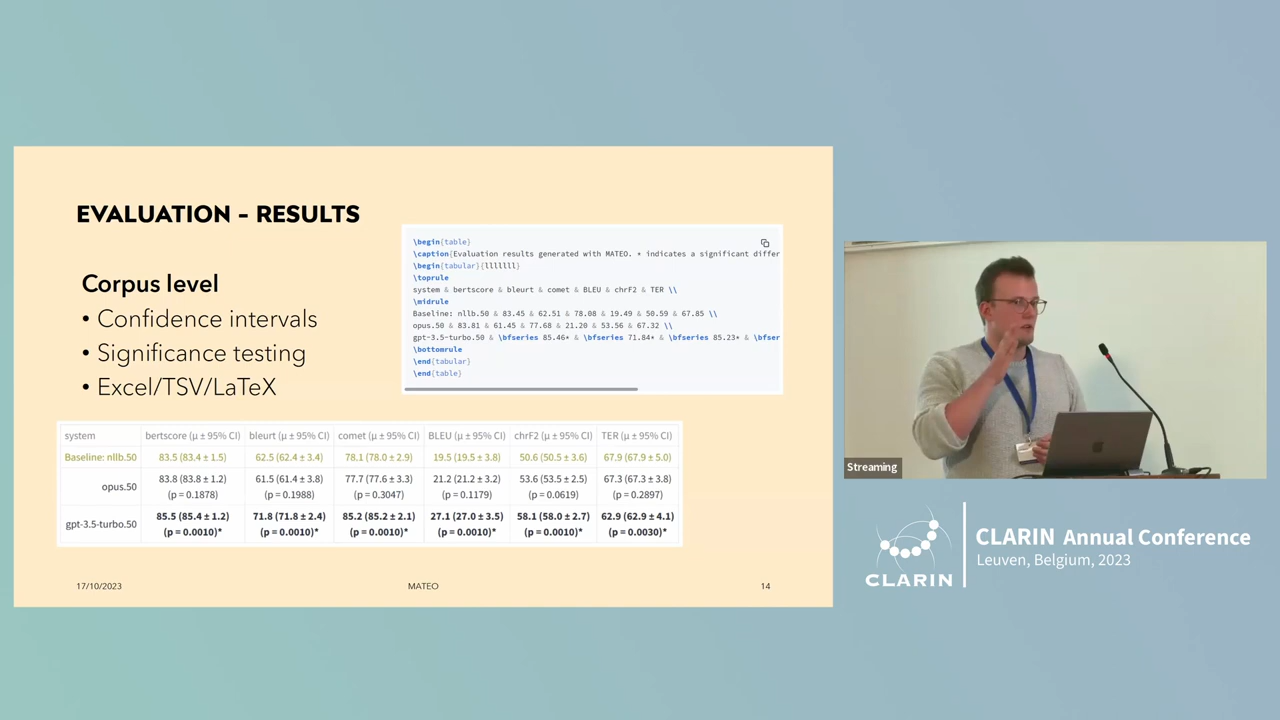 EVALUATION – RESULTS
Corpus level
• Confidence intervals
• Significance testing
• Excel/TSV/LaTeX
\begin{table}
\caption{Evaluation results generated with MATEO. * indicates a significant differ
\begin{tabular}{lllllll}
\toprule
system & bertscore & bleurt & comet & BLEU & chrF2 & TER \\
\midrule
Baseline: nllb.50 & 83.45 & 62.51 & 78.08 & 19.49 & 50.59 & 67.85 \\
opus.50 & 83.81 & 61.45 & 77.68 & 21.20 & 53.56 & 67.32 \\
gpt-3.5-turbo.50 & \bfseries 85.46* & \bfseries 71.84* & \bfseries 85.23* & \bfser
\bottomrule
\end{tabular}
\end{table}
system bertscore (μ ± 95% CI) bleurt (μ ± 95% CI) comet (μ ± 95% CI) BLEU (μ ± 95% CI) chrF2 (μ ± 95% CI) TER (μ ± 95% CI)
Baseline: nllb.50 83.5 (83.4 ± 1.5) 62.5 (62.4 ± 3.4) 78.1 (78.0 ± 2.9) 19.5 (19.5 ± 3.8) 50.6 (50.5 ± 3.6) 67.9 (67.9 ± 5.0)
opus.50 83.8 (83.8 ± 1.2) 61.5 (61.4 ± 3.8) 77.7 (77.6 ± 3.3) 21.2 (21.2 ± 3.2) 53.6 (53.5 ± 2.5) 67.3 (67.3 ± 3.8)
(p = 0.1878) (p = 0.1988) (p = 0.3047) (p = 0.1179) (p = 0.0619) (p = 0.2897)
gpt-3.5-turbo.50 85.5 (85.4 ± 1.2) 71.8 (71.8 ± 2.4) 85.2 (85.2 ± 2.1) 27.1 (27.0 ± 3.5) 58.1 (58.0 ± 2.7) 62.9 (62.9 ± 4.1)
(p = 0.0010)* (p = 0.0010)* (p = 0.0010)* (p = 0.0010)* (p = 0.0010)* (p = 0.0030)*
17/10/2023 MATEO 14
Streaming
CLARIN
CLARIN Annual Conference
Leuven, Belgium, 2023